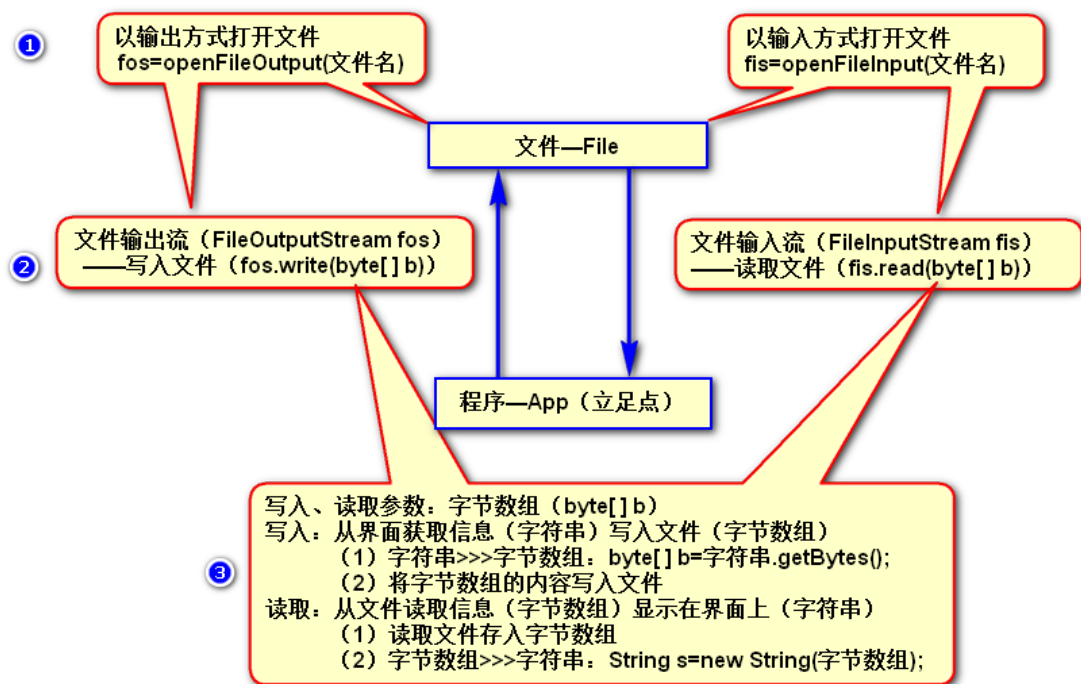 ①
以输出方式打开文件
fos=openFileOutput(文件名)
以输入方式打开文件
fis=openFileInput(文件名)
文件—File
②
文件输出流（FileOutputStream fos）
——写入文件（fos.write(byte[ ] b)）
文件输入流（FileInputStream fis）
——读取文件（fis.read(byte[ ] b)）
程序—App（立足点）
③
写入、读取参数：字节数组（byte[ ] b）
写入：从界面获取信息（字符串）写入文件（字节数组）
（1）字符串>>>字节数组：byte[ ] b=字符串.getBytes();
（2）将字节数组的内容写入文件
读取：从文件读取信息（字节数组）显示在界面上（字符串）
（1）读取文件存入字节数组
（2）字节数组>>>字符串：String s=new String(字节数组);